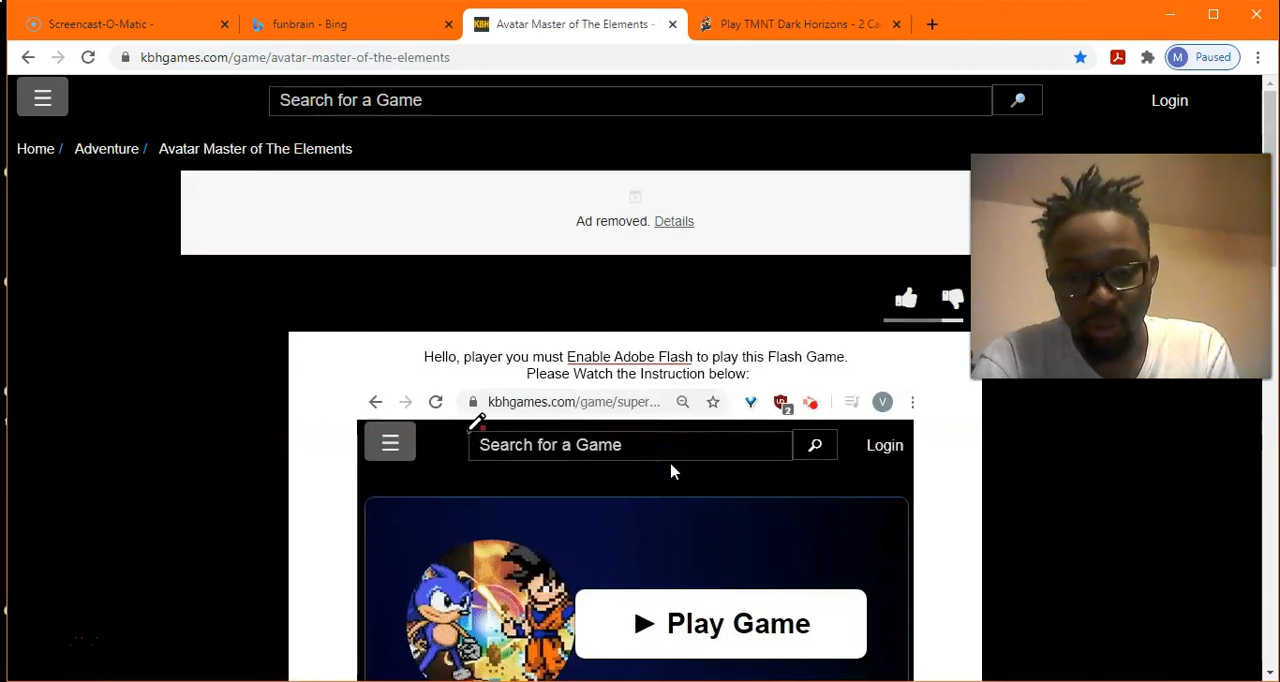 Screencast-O-Matic - funbrain - Bing Avatar Master of The Elements - Play TMNT Dark Horizons - 2 Ca
kbhgames.com/game/avatar-master-of-the-elements M Paused
Search for a Game Login
Home / Adventure / Avatar Master of The Elements
Ad removed. Details
Hello, player you must Enable Adobe Flash to play this Flash Game.
Please Watch the Instruction below:
kbhgames.com/game/super... 2 V
Search for a Game Login
Play Game